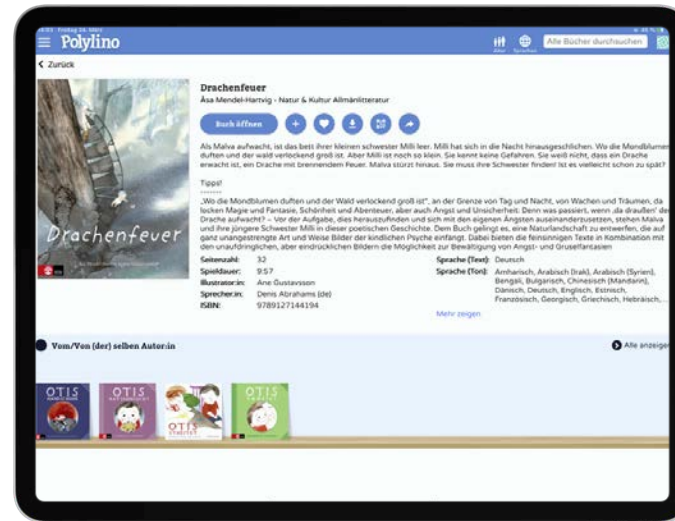 Freitag 24. März
Polylino
Alter
Sprachen
Alle Bücher durchsuchen
Zurück
Drachenfeuer
Drachenfeuer
Åsa Mendel-Hartvig - Natur & Kultur Allmänlitteratur
Buch öffnen
Als Malva aufwacht, ist das bett ihrer kleinen schwester Milli leer. Milli hat sich in die Nacht hinausgeschlichen. Wo die Mondblumen
duften und der wald verlockend groß ist. Aber Milli ist noch so klein. Sie kennt keine Gefahren. Sie weiß nicht, dass ein Drache
erwacht ist, ein Drache mit brennendem Feuer. Malva stürzt hinaus. Sie muss ihre Schwester finden! Ist es vielleicht schon zu spät?
Tipps!
-------
„Wo die Mondblumen duften und der Wald verlockend groß ist", an der Grenze von Tag und Nacht, von Wachen und Träumen, da
locken Magie und Fantasie, Schönheit und Abenteuer, aber auch Angst und Unsicherheit: Denn was passiert, wenn ‚da draußen' der
Drache aufwacht? – Vor der Aufgabe, dies herauszufinden und sich mit den eigenen Ängsten auseinanderzusetzen, stehen Malva
und ihre jüngere Schwester Milli in dieser poetischen Geschichte. Dem Buch gelingt es, eine Naturlandschaft zu entwerfen, die auf
ganz unangestrengte Art und Weise Bilder der kindlichen Psyche einfängt. Dabei bieten die feinsinnigen Texte in Kombination mit
den unaufdringlichen, aber eindrücklichen Bildern die Möglichkeit zur Bewältigung von Angst- und Gruselfantasien
Seitenzahl: 32
Spieldauer: 9:57
Illustrator:in: Ane Gustavsson
Sprecher:in: Denis Abrahams (de)
ISBN: 9789127144194
Sprache (Text): Deutsch
Sprache (Ton): Amharisch, Arabisch (Irak), Arabisch (Syrien),
Bengali, Bulgarisch, Chinesisch (Mandarin),
Dänisch, Deutsch, Englisch, Estnisch,
Französisch, Georgisch, Griechisch, Hebräisch,...
Mehr zeigen
Vom/Von (der) selben Autor:in
Alle anzeigen
OTIS
OTIS
OTIS
OTIS